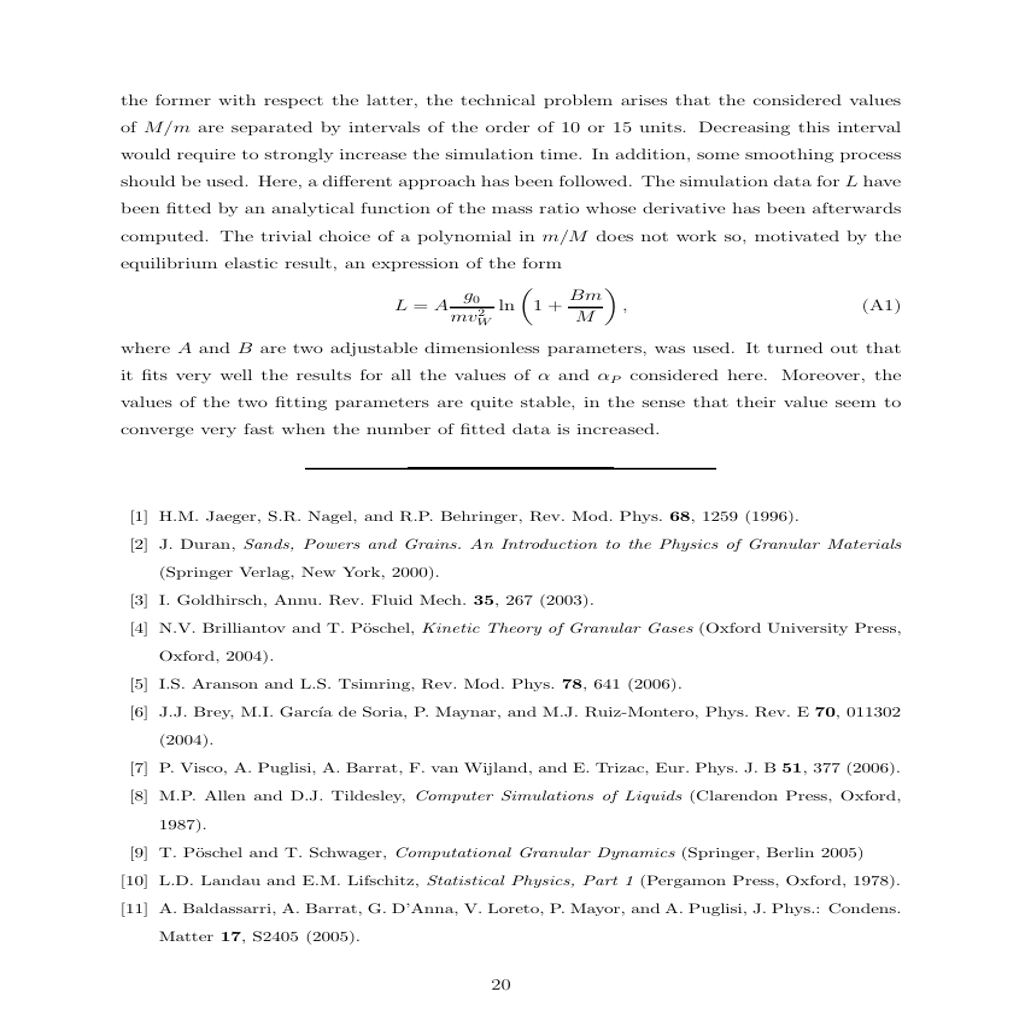 the former with respect the latter, the technical problem arises that the considered values
of M/m are separated by intervals of the order of 10 or 15 units. Decreasing this interval
would require to strongly increase the simulation time. In addition, some smoothing process
should be used. Here, a different approach has been followed. The simulation data for L have
been fitted by an analytical function of the mass ratio whose derivative has been afterwards
computed. The trivial choice of a polynomial in m/M does not work so, motivated by the
equilibrium elastic result, an expression of the form
L = A \frac{g_0}{m v_W^2} \ln \left( 1 + \frac{Bm}{M} \right) , (A1)
where A and B are two adjustable dimensionless parameters, was used. It turned out that
it fits very well the results for all the values of α and α_P considered here. Moreover, the
values of the two fitting parameters are quite stable, in the sense that their value seem to
converge very fast when the number of fitted data is increased.
[1] H.M. Jaeger, S.R. Nagel, and R.P. Behringer, Rev. Mod. Phys. 68, 1259 (1996).
[2] J. Duran, Sands, Powers and Grains. An Introduction to the Physics of Granular Materials
(Springer Verlag, New York, 2000).
[3] I. Goldhirsch, Annu. Rev. Fluid Mech. 35, 267 (2003).
[4] N.V. Brilliantov and T. Pöschel, Kinetic Theory of Granular Gases (Oxford University Press,
Oxford, 2004).
[5] I.S. Aranson and L.S. Tsimring, Rev. Mod. Phys. 78, 641 (2006).
[6] J.J. Brey, M.I. García de Soria, P. Maynar, and M.J. Ruiz-Montero, Phys. Rev. E 70, 011302
(2004).
[7] P. Visco, A. Puglisi, A. Barrat, F. van Wijland, and E. Trizac, Eur. Phys. J. B 51, 377 (2006).
[8] M.P. Allen and D.J. Tildesley, Computer Simulations of Liquids (Clarendon Press, Oxford,
1987).
[9] T. Pöschel and T. Schwager, Computational Granular Dynamics (Springer, Berlin 2005)
[10] L.D. Landau and E.M. Lifschitz, Statistical Physics, Part 1 (Pergamon Press, Oxford, 1978).
[11] A. Baldassarri, A. Barrat, G. D'Anna, V. Loreto, P. Mayor, and A. Puglisi, J. Phys.: Condens.
Matter 17, S2405 (2005).
20